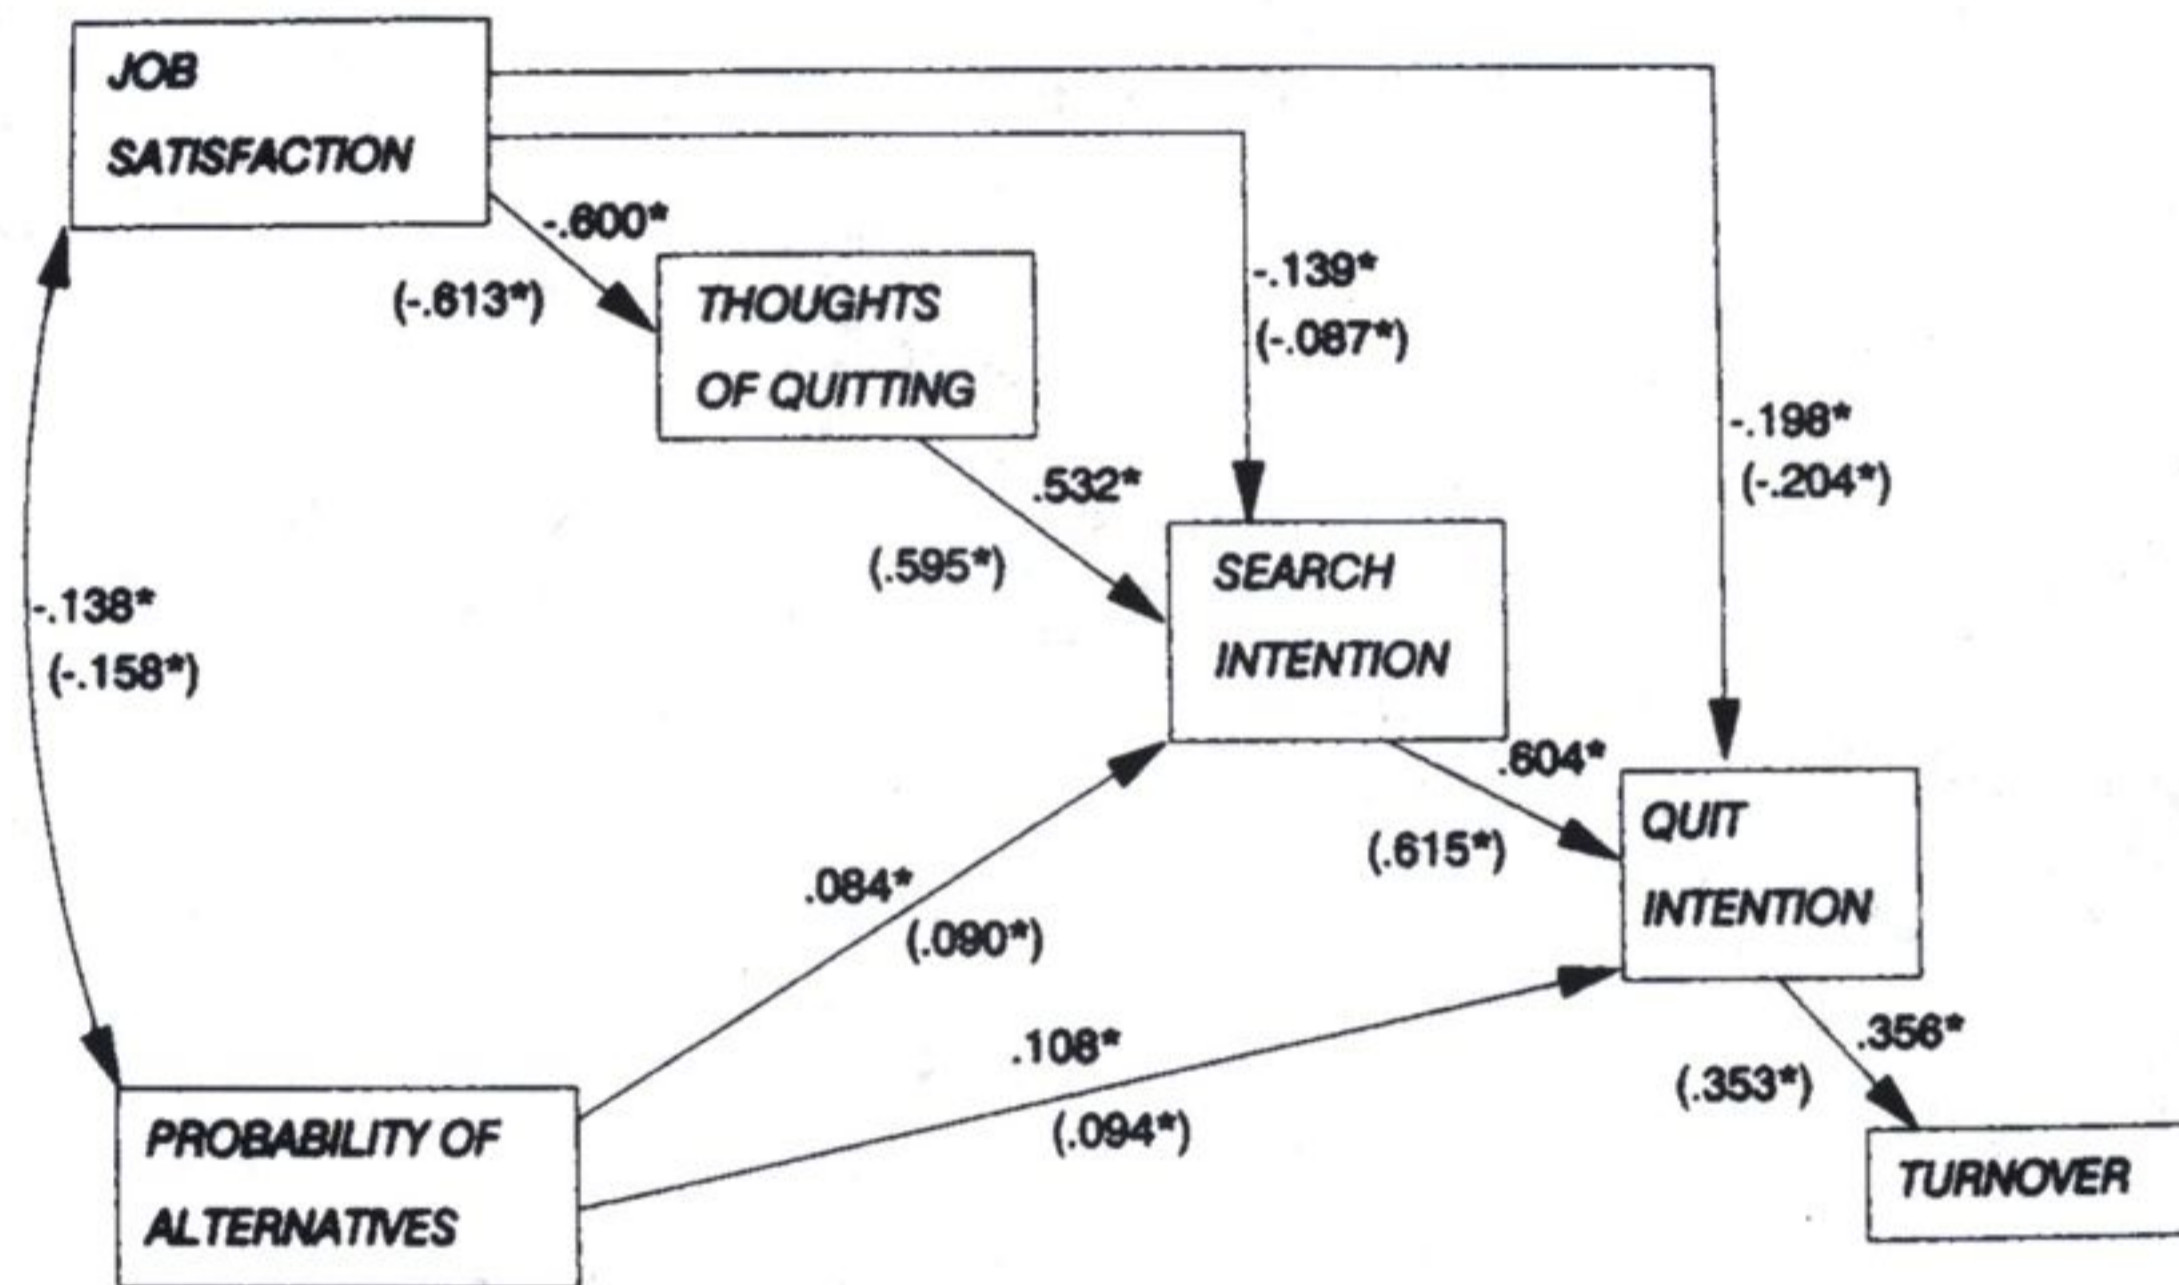 JOB
SATISFACTION
-.600*
(-.613*)
THOUGHTS
OF QUITTING
-.139*
(-.087*)
-.198*
(-.204*)
.532*
(.595*)
SEARCH
INTENTION
-.138*
(-.158*)
.604*
(.615*)
QUIT
INTENTION
.084*
(.090*)
.108*
(.094*)
.356*
(.353*)
PROBABILITY OF
ALTERNATIVES
TURNOVER